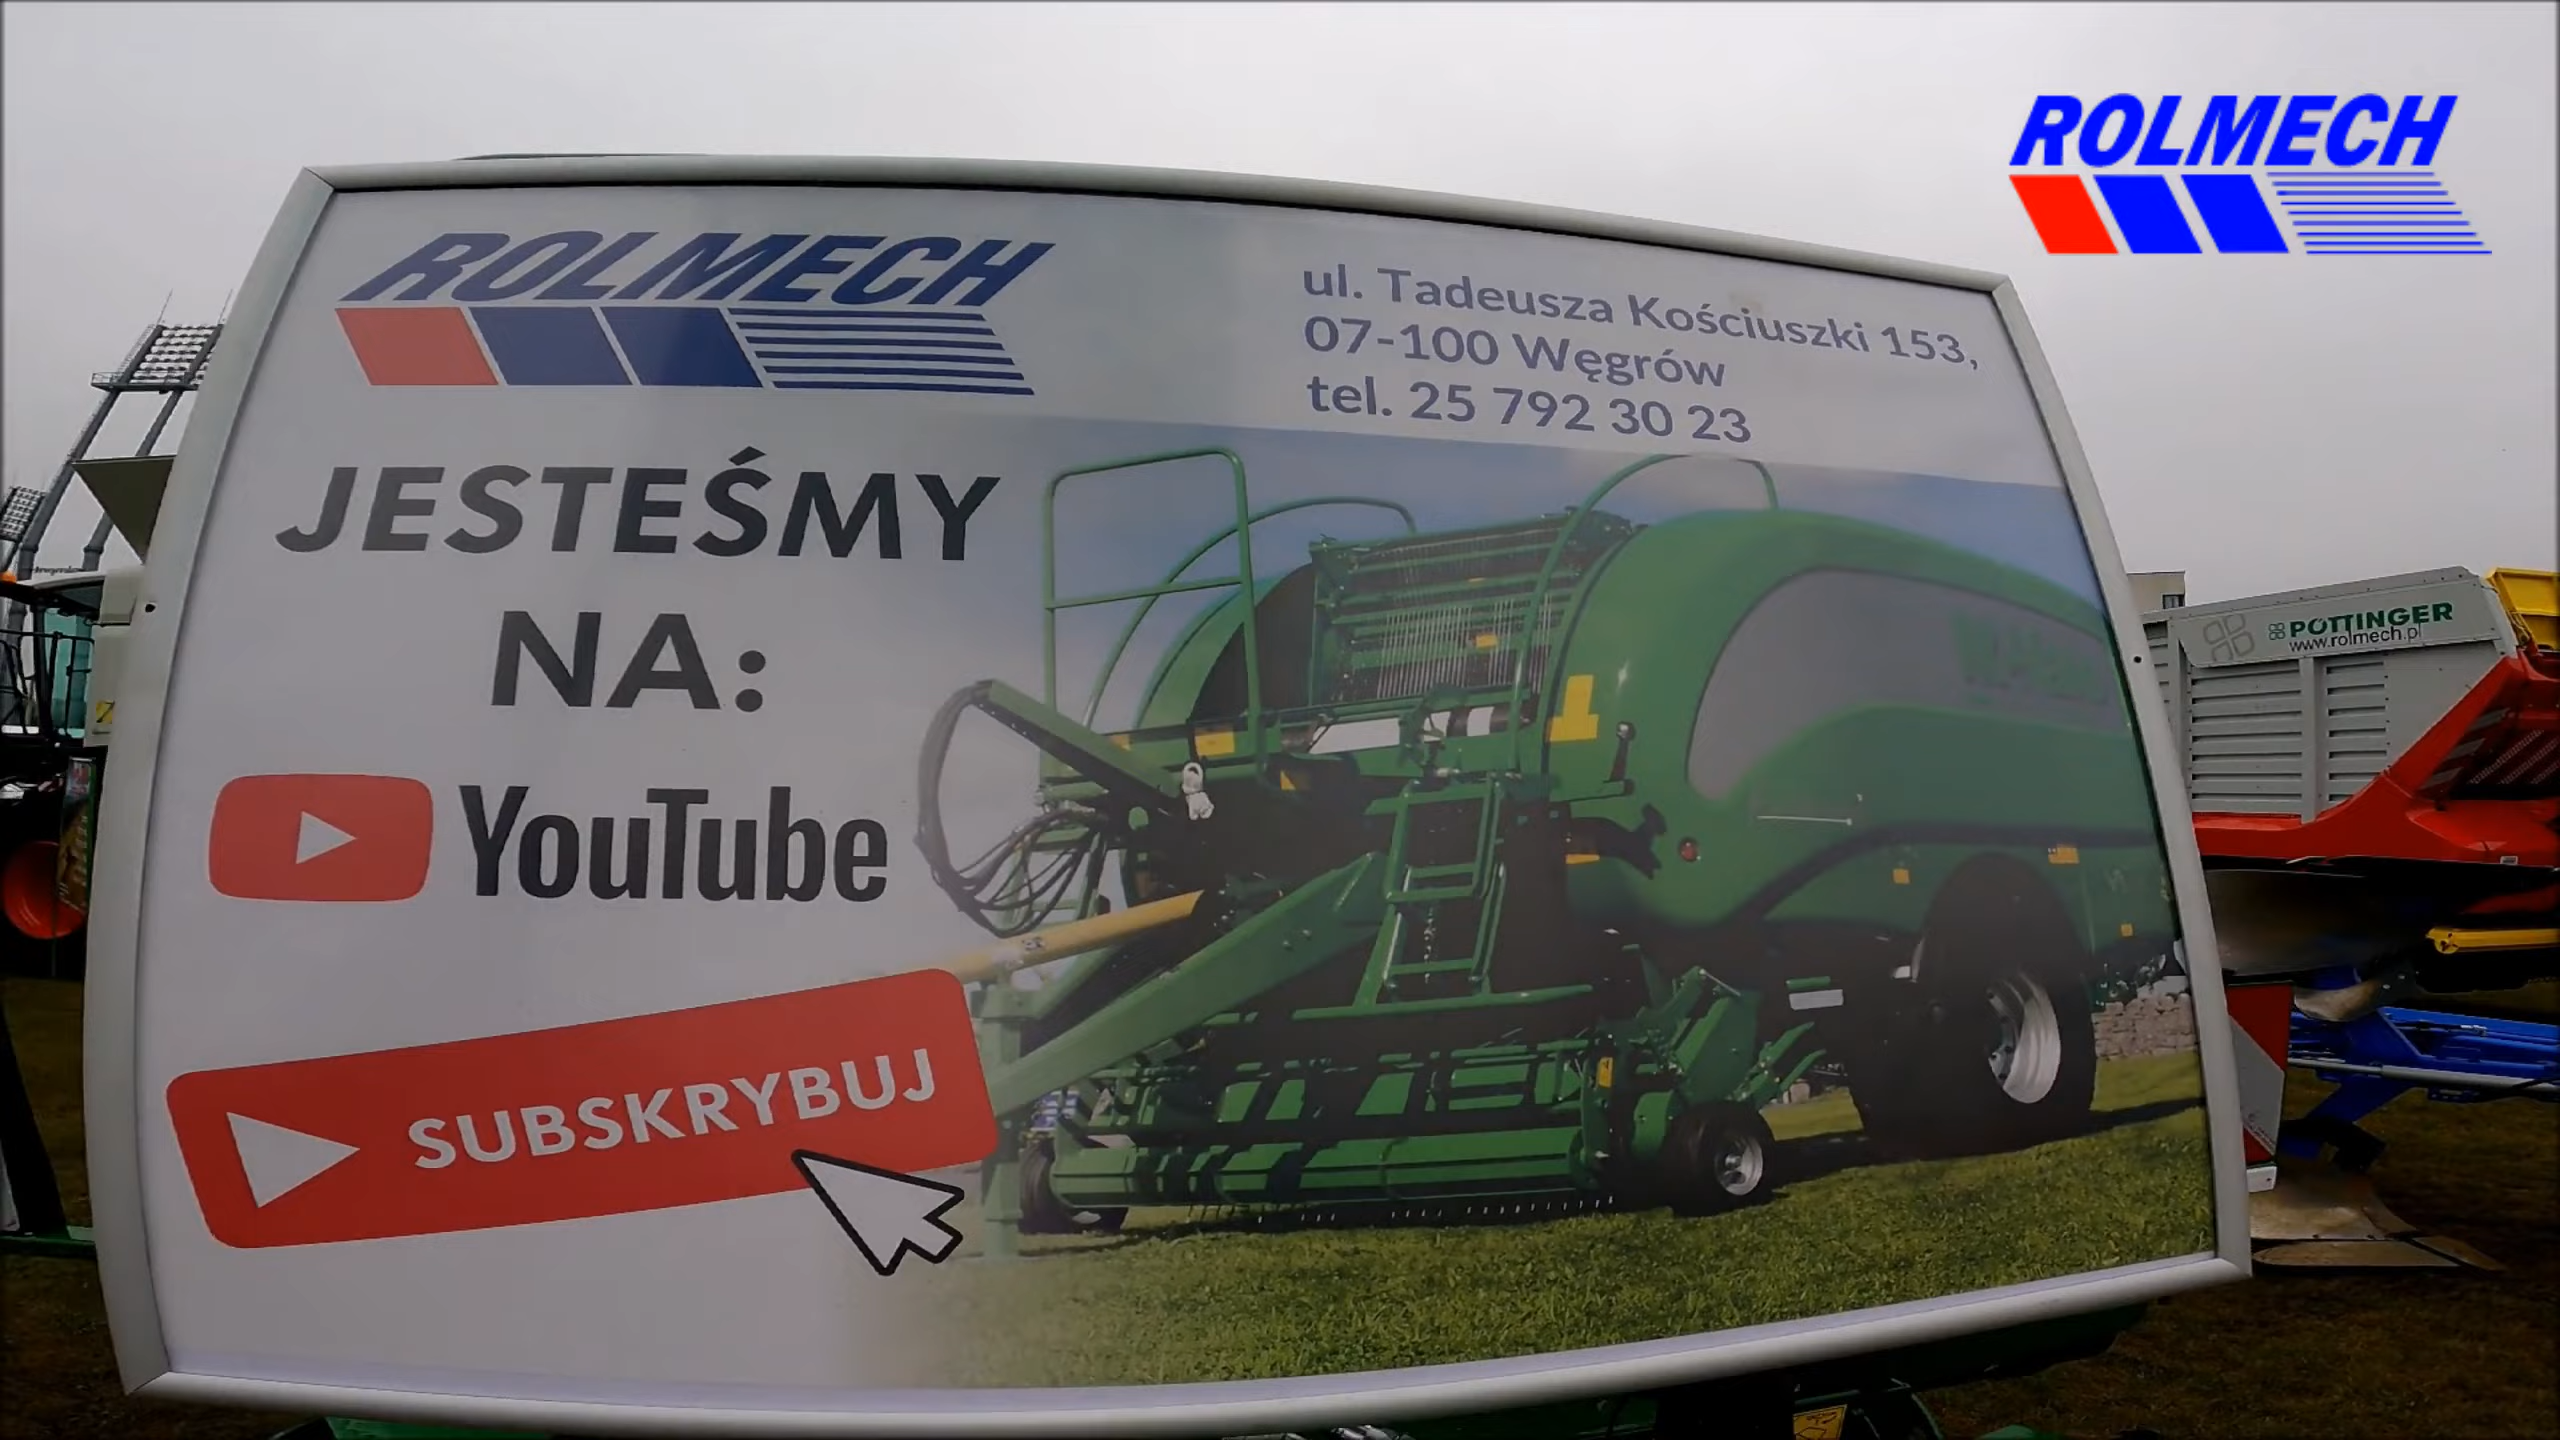 ROLMECH
ROLMECH
ul. Tadeusza Kościuszki 153,
07-100 Węgrów
tel. 25 792 30 23
JESTEŚMY
NA:
YouTube
SUBSKRYBUJ
PÖTTINGER
www.rolmech.pl